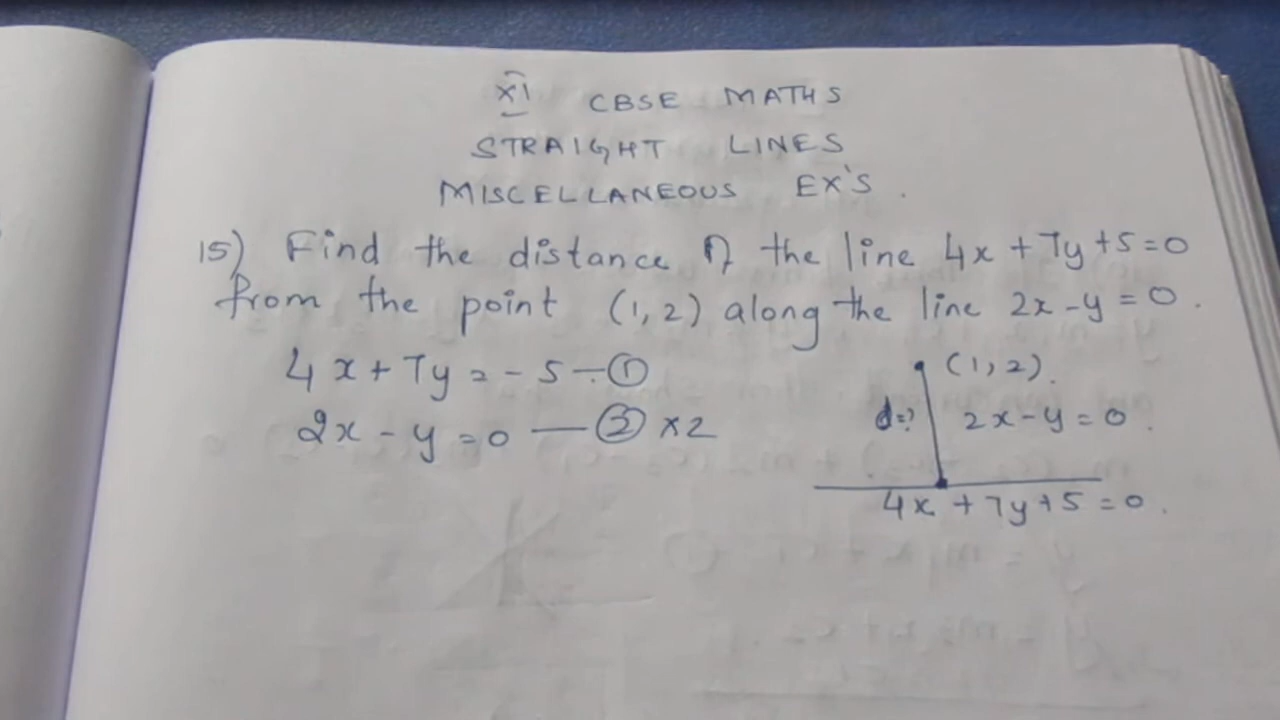 XI CBSE MATHS
STRAIGHT LINES
MISCELLANEOUS EX'S.
15) Find the distance of the line 4x + 7y + 5 = 0
from the point (1, 2) along the line 2x - y = 0.
4x + 7y = - 5 — ①
2x - y = 0 — ② ×2
(1, 2).
d=? 2x - y = 0.
4x + 7y + 5 = 0.